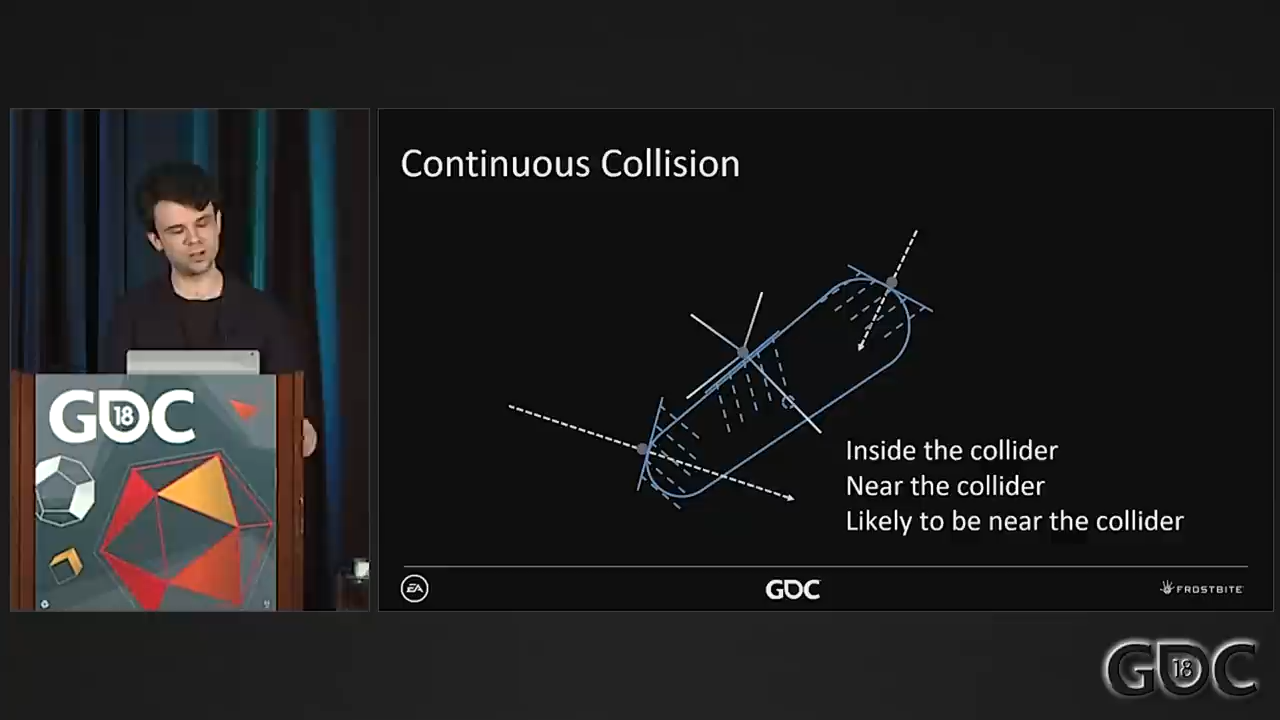 Continuous Collision
Inside the collider
Near the collider
Likely to be near the collider
GDC
18
EA
GDC
FROSTBITE
GDC
18